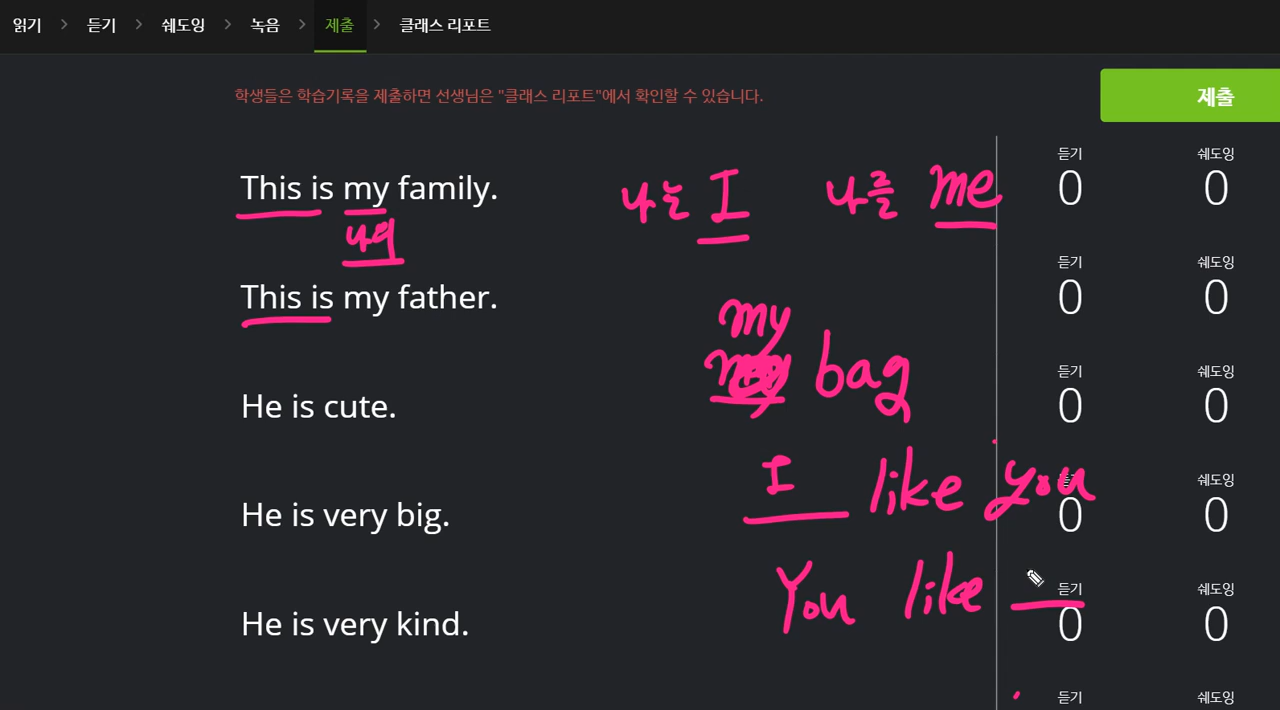 읽기 > 듣기 > 쉐도잉 > 녹음 > 제출 > 클래스 리포트
학생들은 학습기록을 제출하면 선생님은 "클래스 리포트"에서 확인할 수 있습니다.
제출
듣기 쉐도잉
This is my family. 나는 I 나를 me 0 0
나의
듣기 쉐도잉
This is my father. 0 0
my
듣기 쉐도잉
bag
He is cute. 0 0
듣기 쉐도잉
I like you
He is very big. 0 0
듣기 쉐도잉
You like
He is very kind. 0 0
듣기 쉐도잉